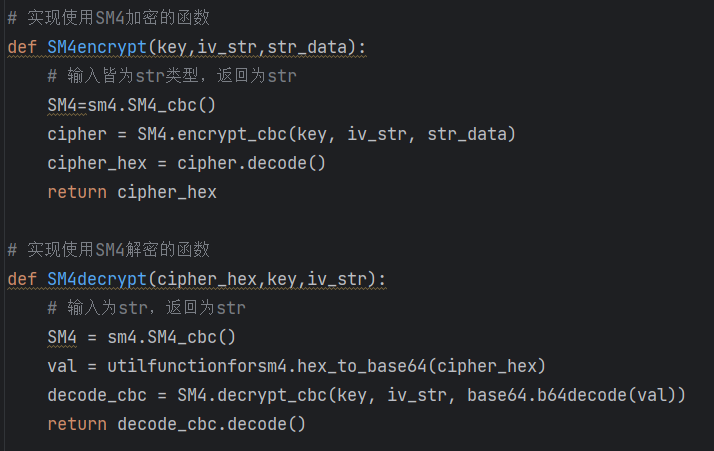 # 实现使用SM4加密的函数
def SM4encrypt(key,iv_str,str_data):
    # 输入皆为str类型，返回为str
    SM4=sm4.SM4_cbc()
    cipher = SM4.encrypt_cbc(key, iv_str, str_data)
    cipher_hex = cipher.decode()
    return cipher_hex
# 实现使用SM4解密的函数
def SM4decrypt(cipher_hex,key,iv_str):
    # 输入为str，返回为str
    SM4 = sm4.SM4_cbc()
    val = utilfunctionforsm4.hex_to_base64(cipher_hex)
    decode_cbc = SM4.decrypt_cbc(key, iv_str, base64.b64decode(val))
    return decode_cbc.decode()